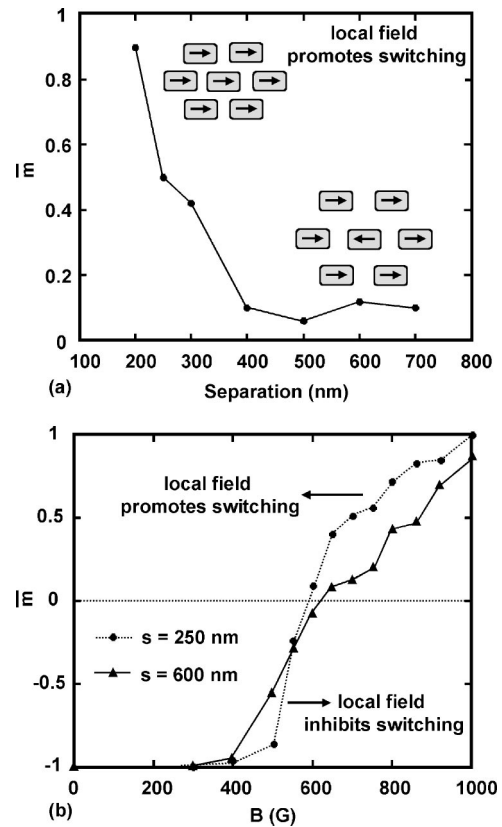 local field
promotes switching
1
0.8
0.6
m̅
0.4
0.2
0
100 200 300 400 500 600 700 800
(a) Separation (nm)
1
local field
promotes switching
0.5
m̅
0
s = 250 nm
s = 600 nm
-0.5
local field
inhibits switching
-1
0 200 400 600 800 1000
(b) B (G)